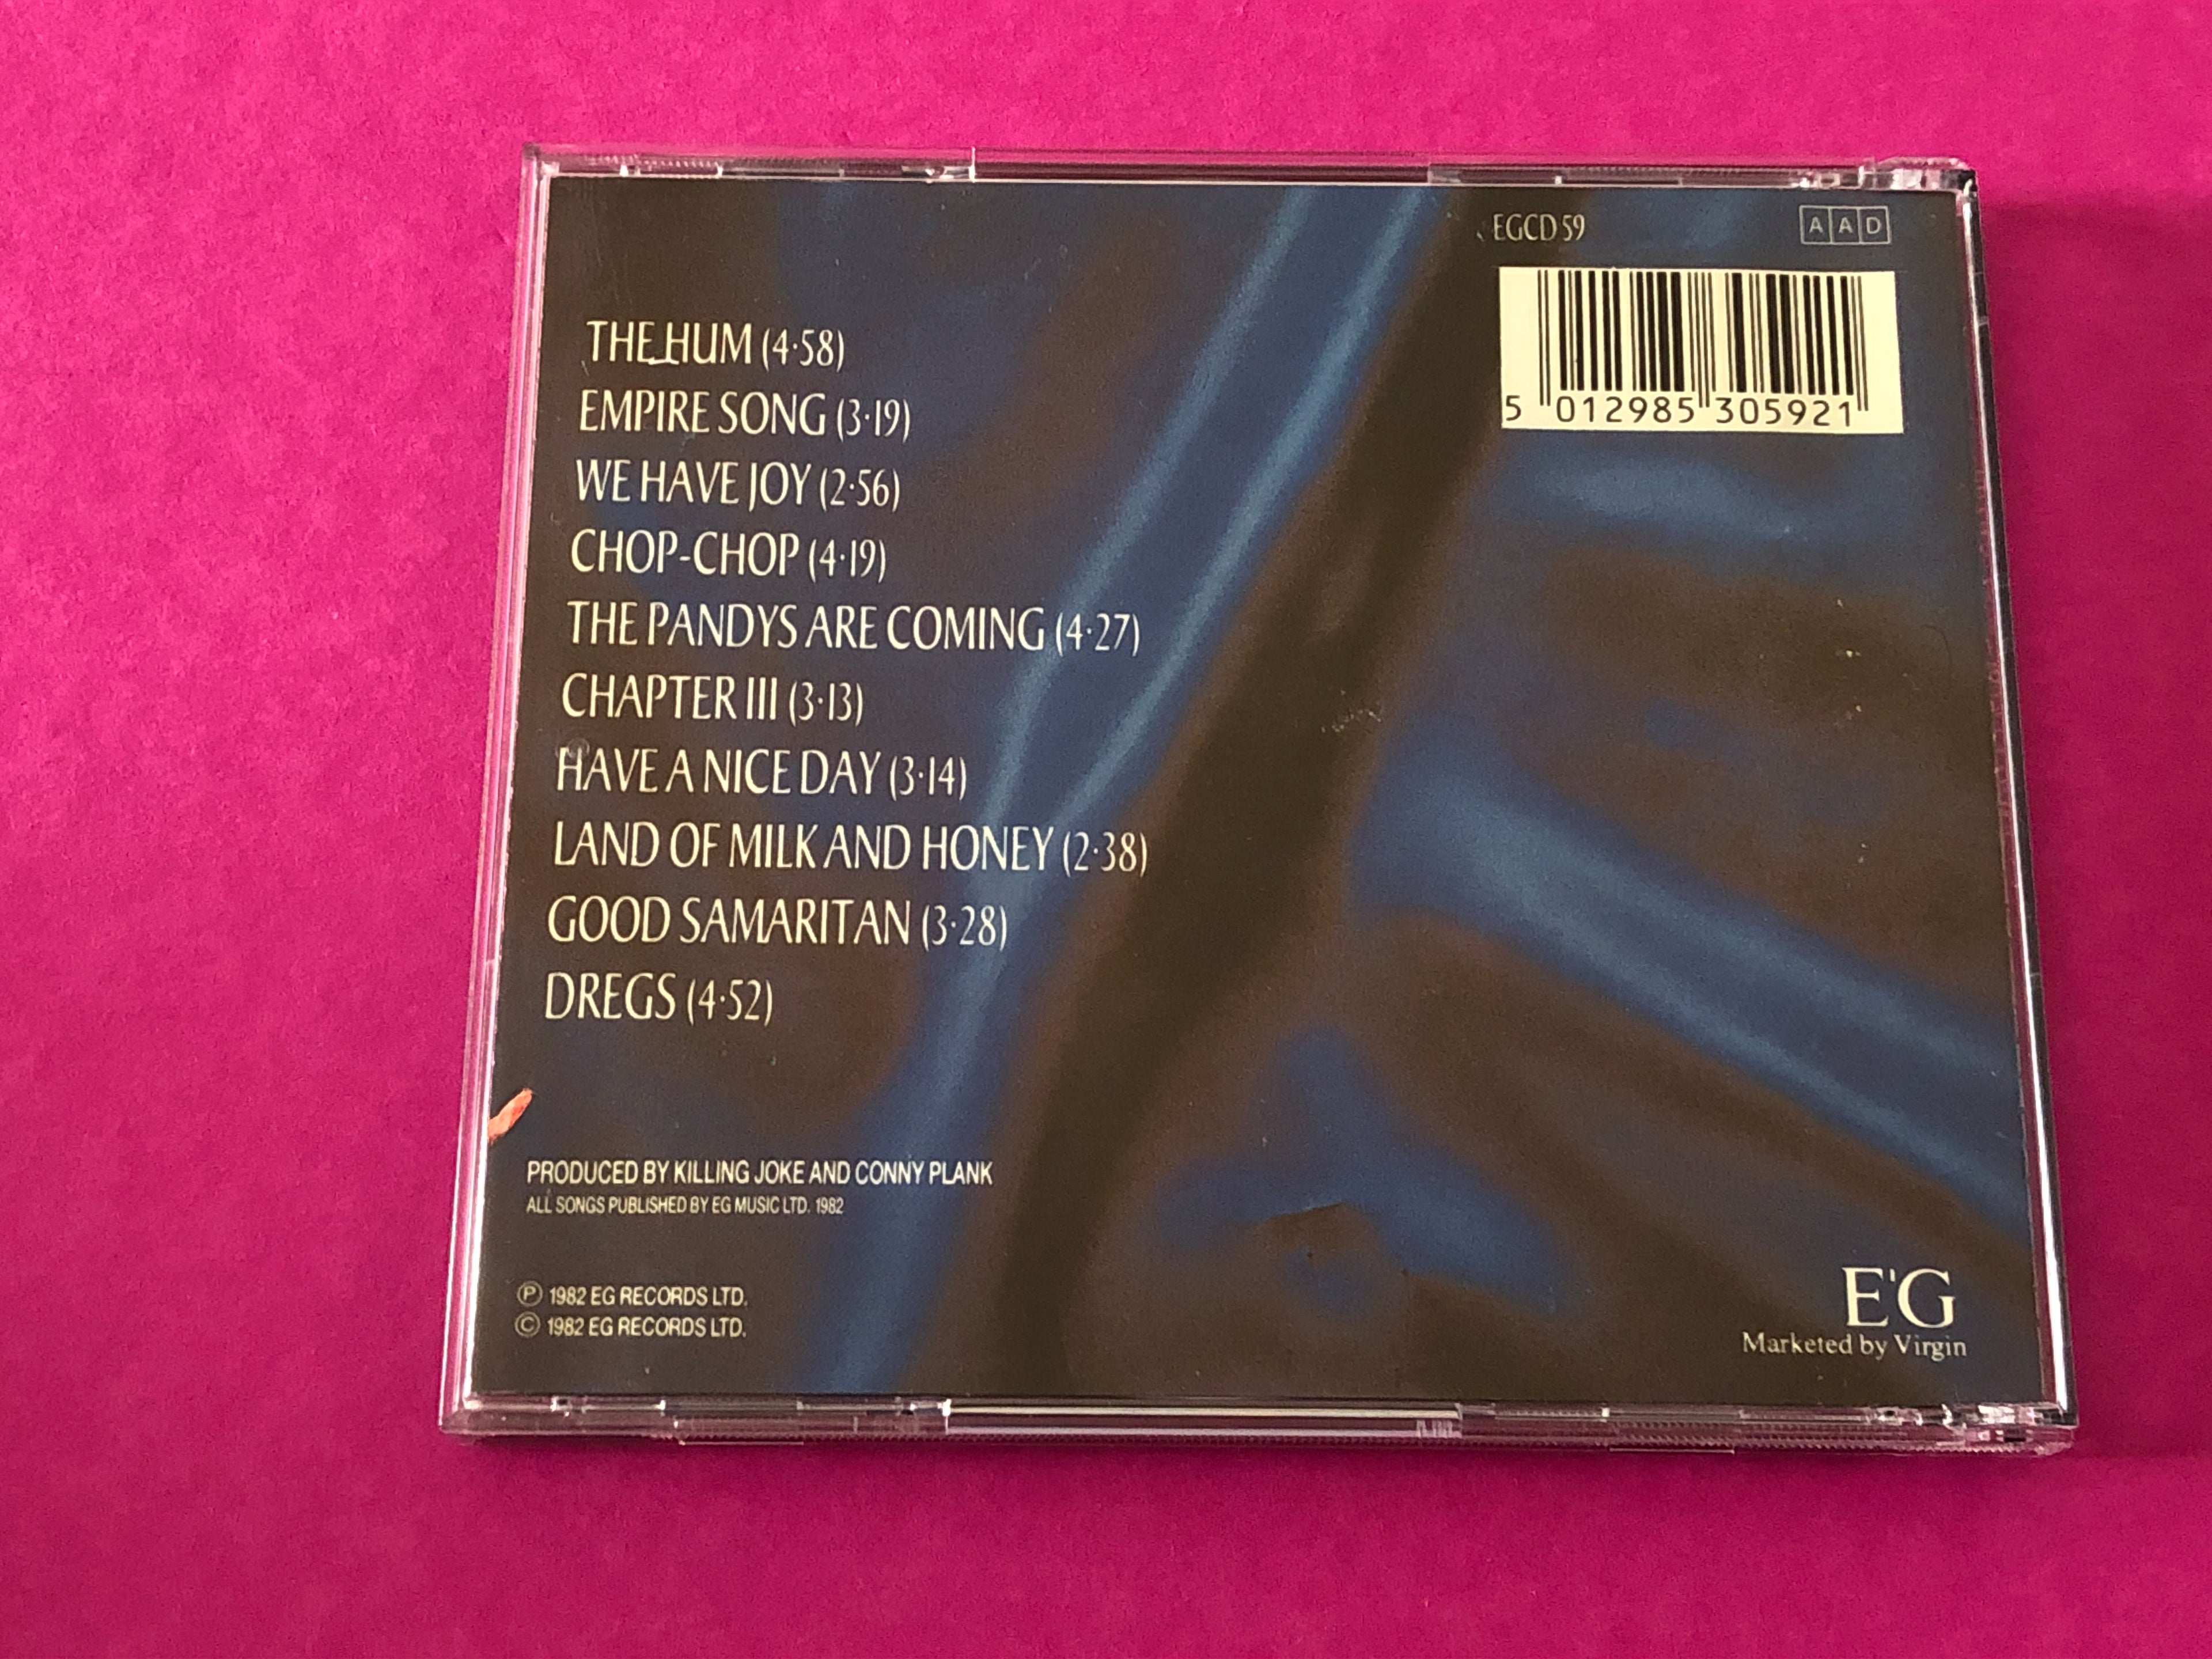 EGCD 59
AAD
5 012985 305921
THE HUM (4·58)
EMPIRE SONG (3·19)
WE HAVE JOY (2·56)
CHOP-CHOP (4·19)
THE PANDYS ARE COMING (4·27)
CHAPTER III (3·13)
HAVE A NICE DAY (3·14)
LAND OF MILK AND HONEY (2·38)
GOOD SAMARITAN (3·28)
DREGS (4·52)
PRODUCED BY KILLING JOKE AND CONNY PLANK
ALL SONGS PUBLISHED BY EG MUSIC LTD. 1982
Ⓟ 1982 EG RECORDS LTD.
© 1982 EG RECORDS LTD.
E'G
Marketed by Virgin